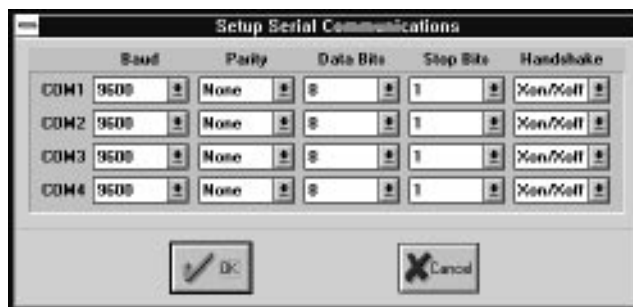 Setup Serial Communications
Baud Parity Data Bits Stop Bits Handshake
COM1 9600 None 8 1 Xon/Xoff
COM2 9600 None 8 1 Xon/Xoff
COM3 9600 None 8 1 Xon/Xoff
COM4 9600 None 8 1 Xon/Xoff
OK Cancel